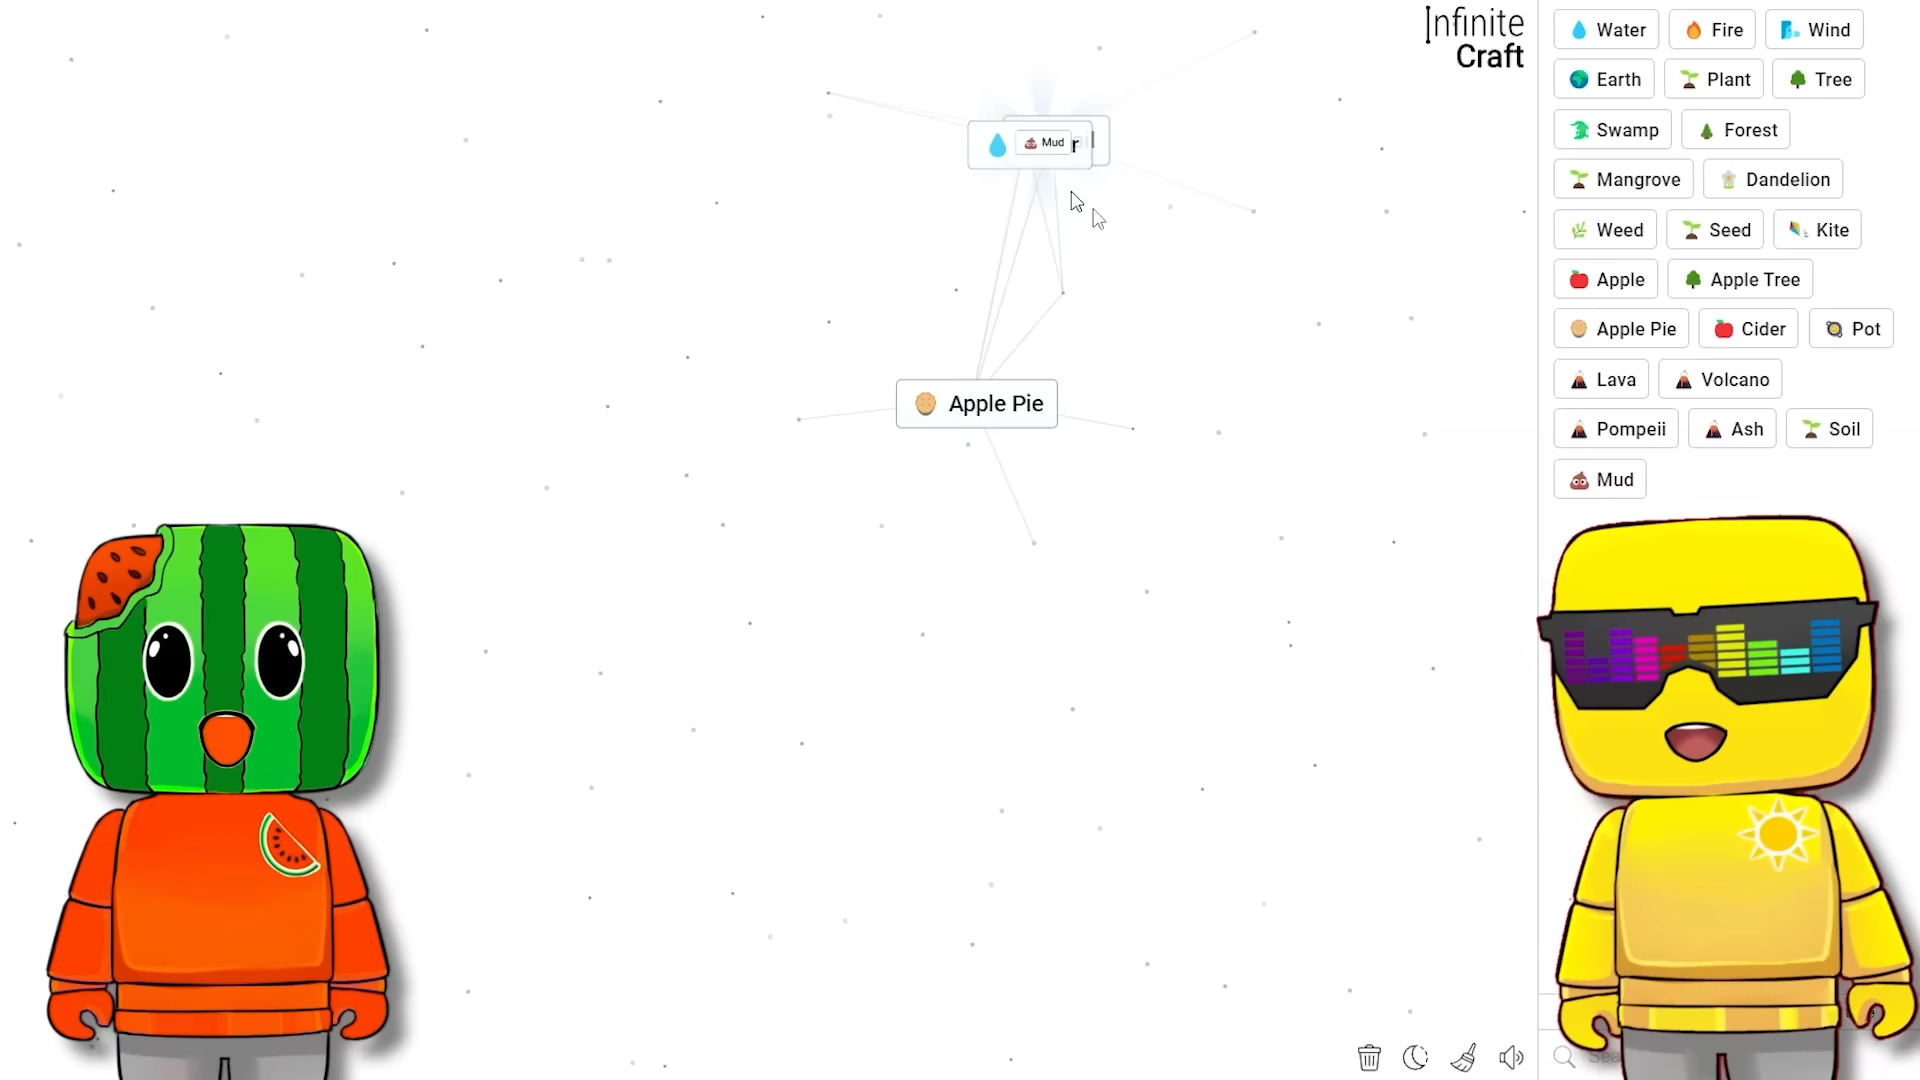 Infinite
Craft
Mud
r
Apple Pie
Water Fire Wind
Earth Plant Tree
Swamp Forest
Mangrove Dandelion
Weed Seed Kite
Apple Apple Tree
Apple Pie Cider Pot
Lava Volcano
Pompeii Ash Soil
Mud